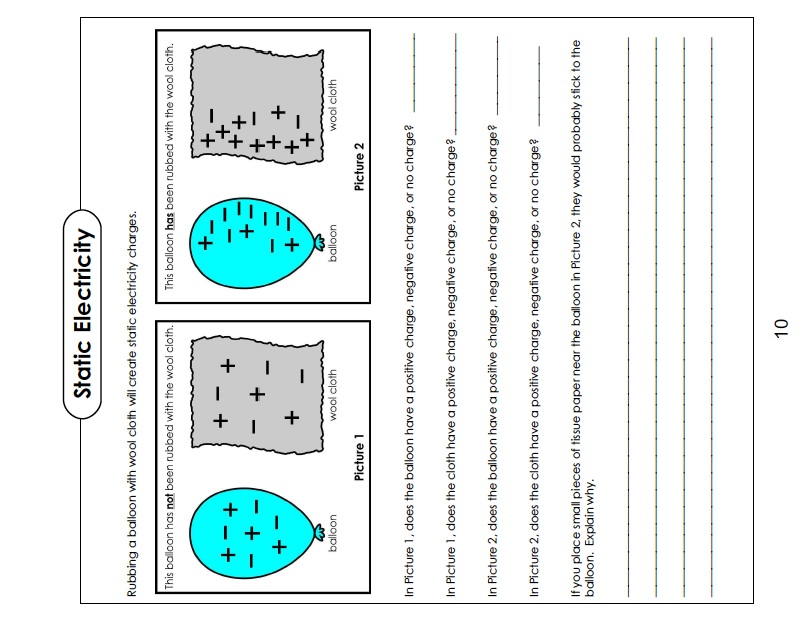 Static Electricity
Rubbing a balloon with wool cloth will create static electricity charges.
This balloon has not been rubbed with the wool cloth.
balloon
wool cloth
Picture 1
This balloon has been rubbed with the wool cloth.
balloon
wool cloth
Picture 2
In Picture 1, does the balloon have a positive charge, negative charge, or no charge?
In Picture 1, does the cloth have a positive charge, negative charge, or no charge?
In Picture 2, does the balloon have a positive charge, negative charge, or no charge?
In Picture 2, does the cloth have a positive charge, negative charge, or no charge?
If you place small pieces of tissue paper near the balloon in Picture 2, they would probably stick to the
balloon. Explain why.
10